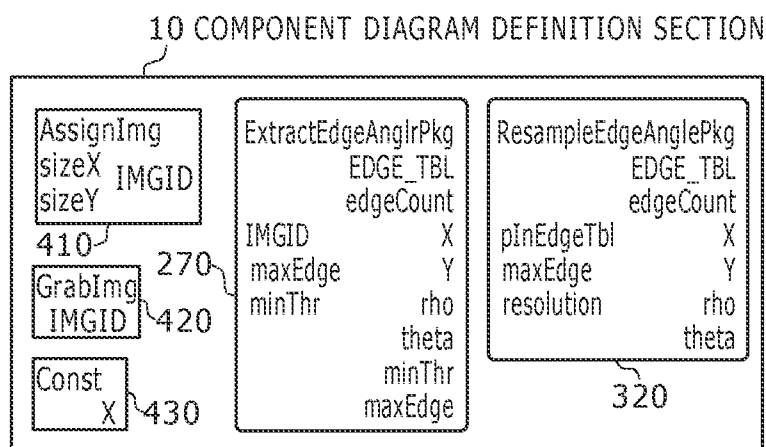 10 COMPONENT DIAGRAM DEFINITION SECTION
AssignImg
sizeX IMGID
sizeY
410
GrabImg
IMGID
420
Const
X
430
270
ExtractEdgeAnglrPkg
EDGE_TBL
edgeCount
IMGID X
maxEdge Y
minThr rho
theta
minThr
maxEdge
ResampleEdgeAnglePkg
EDGE_TBL
edgeCount
pInEdgeTbl X
maxEdge Y
resolution rho
theta
320